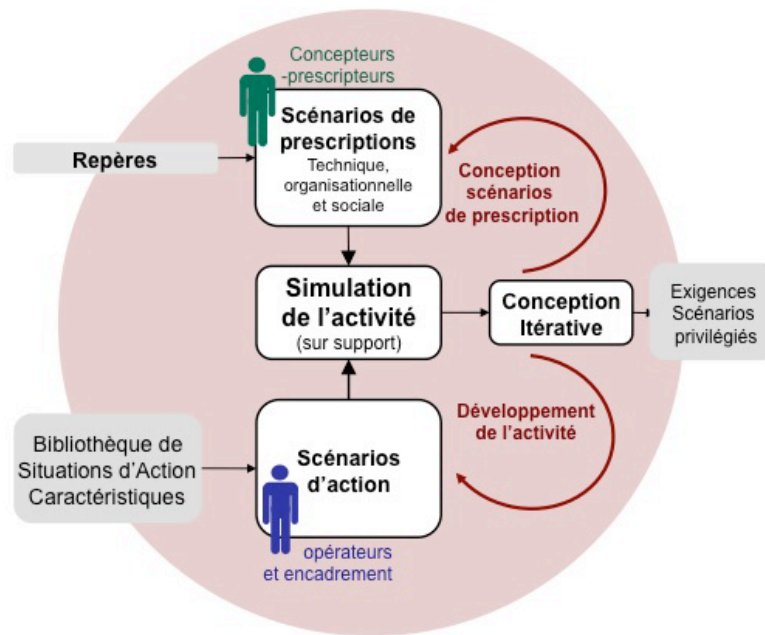 Concepteurs
-prescripteurs
Scénarios de
prescriptions
Technique,
organisationnelle
et sociale
Repères
Conception
scénarios
de prescription
Simulation
de l'activité
(sur support)
Conception
Itérative
Exigences
Scénarios
privilégiés
Développement
de l'activité
Bibliothèque de
Situations d'Action
Caractéristiques
Scénarios
d'action
opérateurs
et encadrement